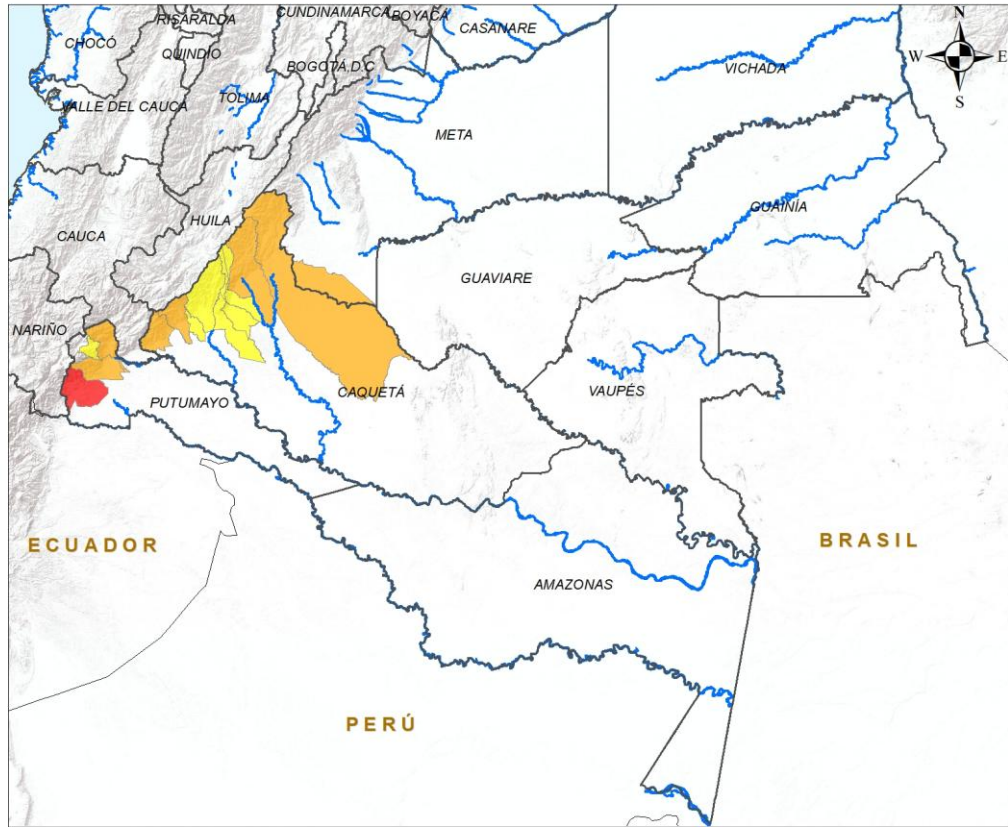 RISARALDA
CUNDINAMARCA
BOYACÁ
CASANARE
N
CHOCÓ
QUINDÍO
BOGOTÁ D.C
W
E
VICHADA
S
VALLE DEL CAUCA
TOLIMA
META
GUAINÍA
HUILA
CAUCA
GUAVIARE
NARIÑO
PUTUMAYO
CAQUETÁ
VAUPÉS
ECUADOR
BRASIL
AMAZONAS
PERÚ